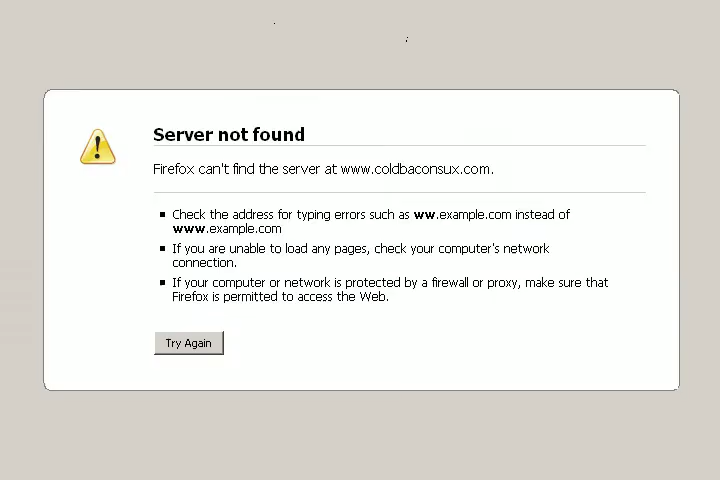 Server not found
Firefox can't find the server at www.coldbaconsux.com.
Check the address for typing errors such as ww.example.com instead of
www.example.com
If you are unable to load any pages, check your computer's network
connection.
If your computer or network is protected by a firewall or proxy, make sure that
Firefox is permitted to access the Web.
Try Again